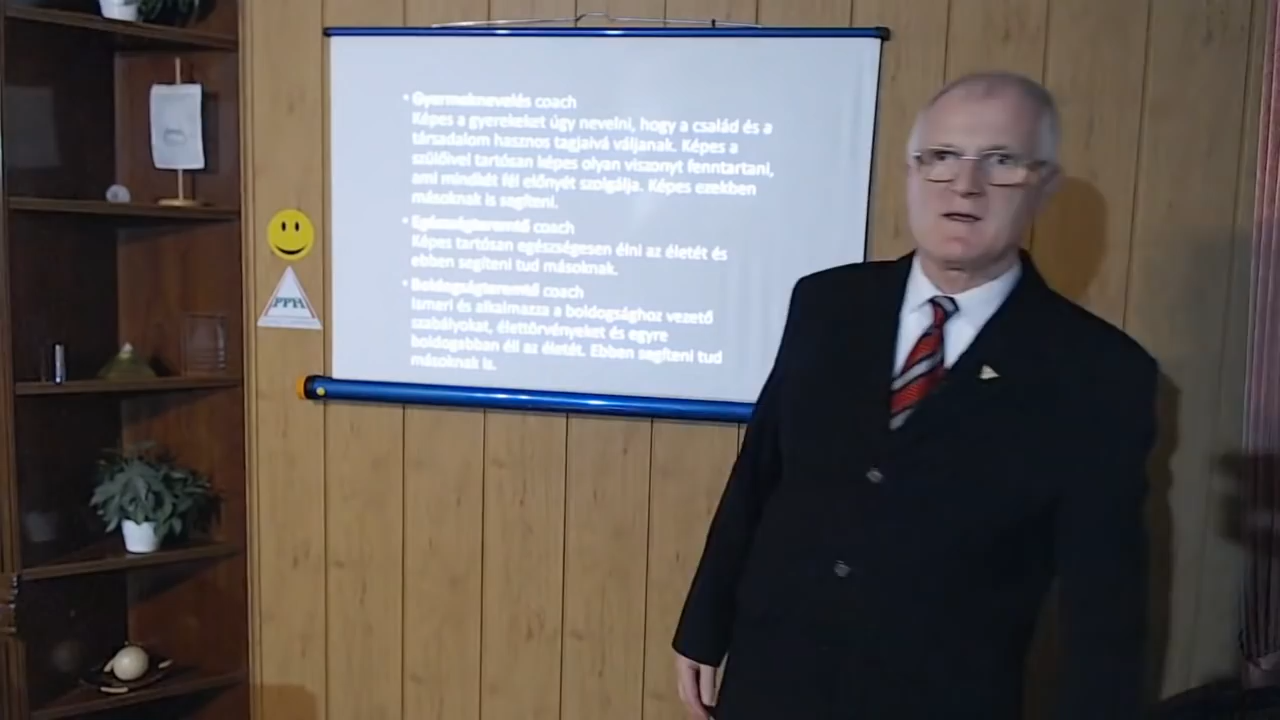 • Gyermeknevelés coach
Képes a gyerekeket úgy nevelni, hogy a család és a
társadalom hasznos tagjaivá váljanak. Képes a
szülőivel tartósan képes olyan viszonyt fenntartani,
ami mindkét fél előnyét szolgálja. Képes ezekben
másoknak is segíteni.
• Egészségteremtő coach
Képes tartósan egészségesen élni az életét és
ebben segíteni tud másoknak.
• Boldogságteremtő coach
Ismeri és alkalmazza a boldogsághoz vezető
szabályokat, élettörvényeket és egyre
boldogabban éli az életét. Ebben segíteni tud
másoknak is.